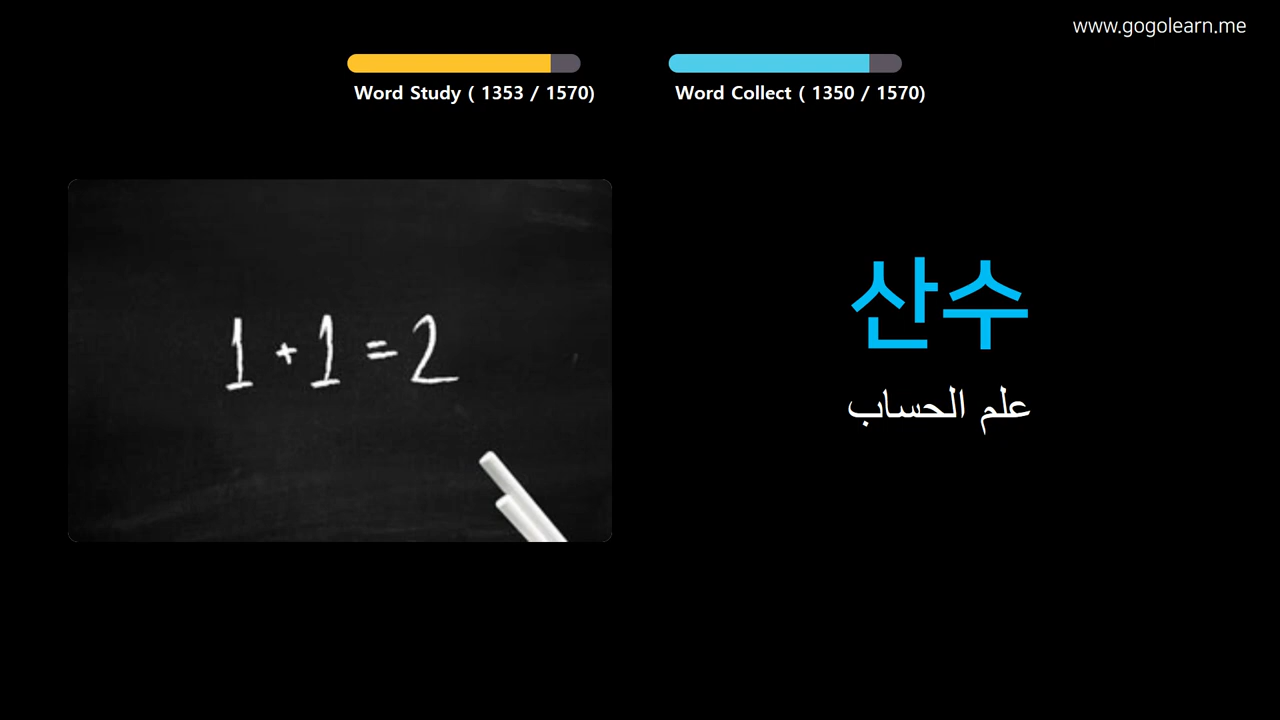 www.gogolearn.me
Word Study ( 1353 / 1570)
Word Collect ( 1350 / 1570)
1 + 1 = 2
산수
علم الحساب